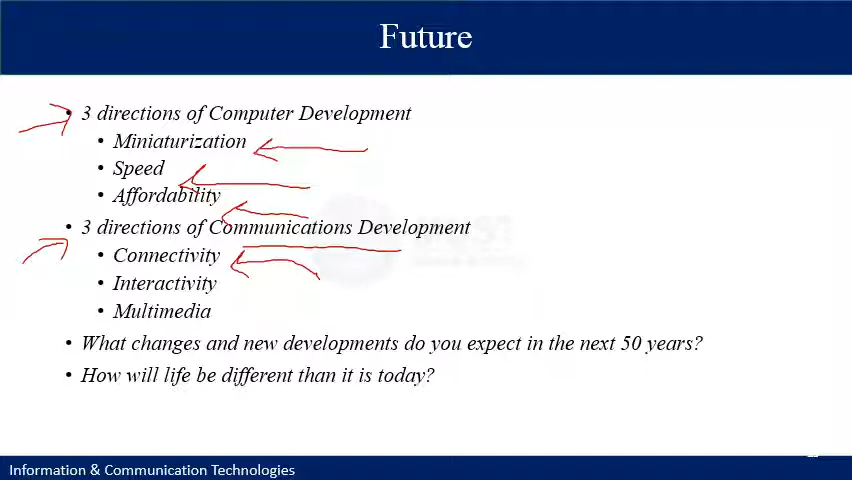 Future
• 3 directions of Computer Development
• Miniaturization
• Speed
• Affordability
• 3 directions of Communications Development
• Connectivity
• Interactivity
• Multimedia
• What changes and new developments do you expect in the next 50 years?
• How will life be different than it is today?
Information & Communication Technologies